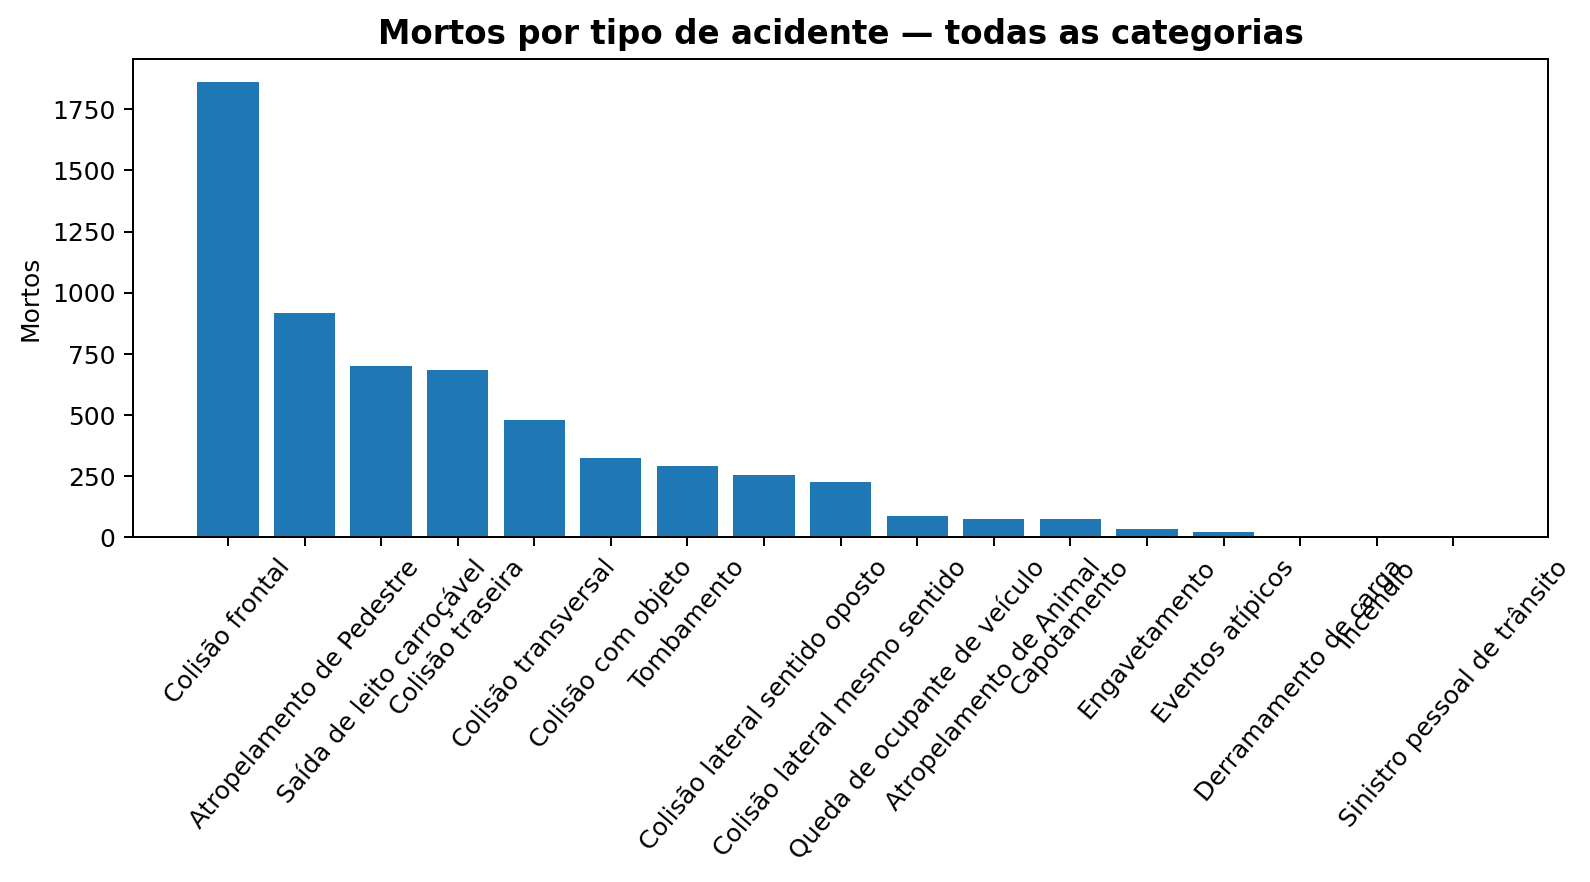 Mortos por tipo de acidente — todas as categorias
Mortos
1750
1500
1250
1000
750
500
250
0
Colisão frontal
Atropelamento de Pedestre
Saída de leito carroçável
Colisão traseira
Colisão transversal
Colisão com objeto
Tombamento
Colisão lateral sentido oposto
Colisão lateral mesmo sentido
Queda de ocupante de veículo
Atropelamento de Animal
Capotamento
Engavetamento
Eventos atípicos
Derramamento de carga
Incêndio
Sinistro pessoal de trânsito